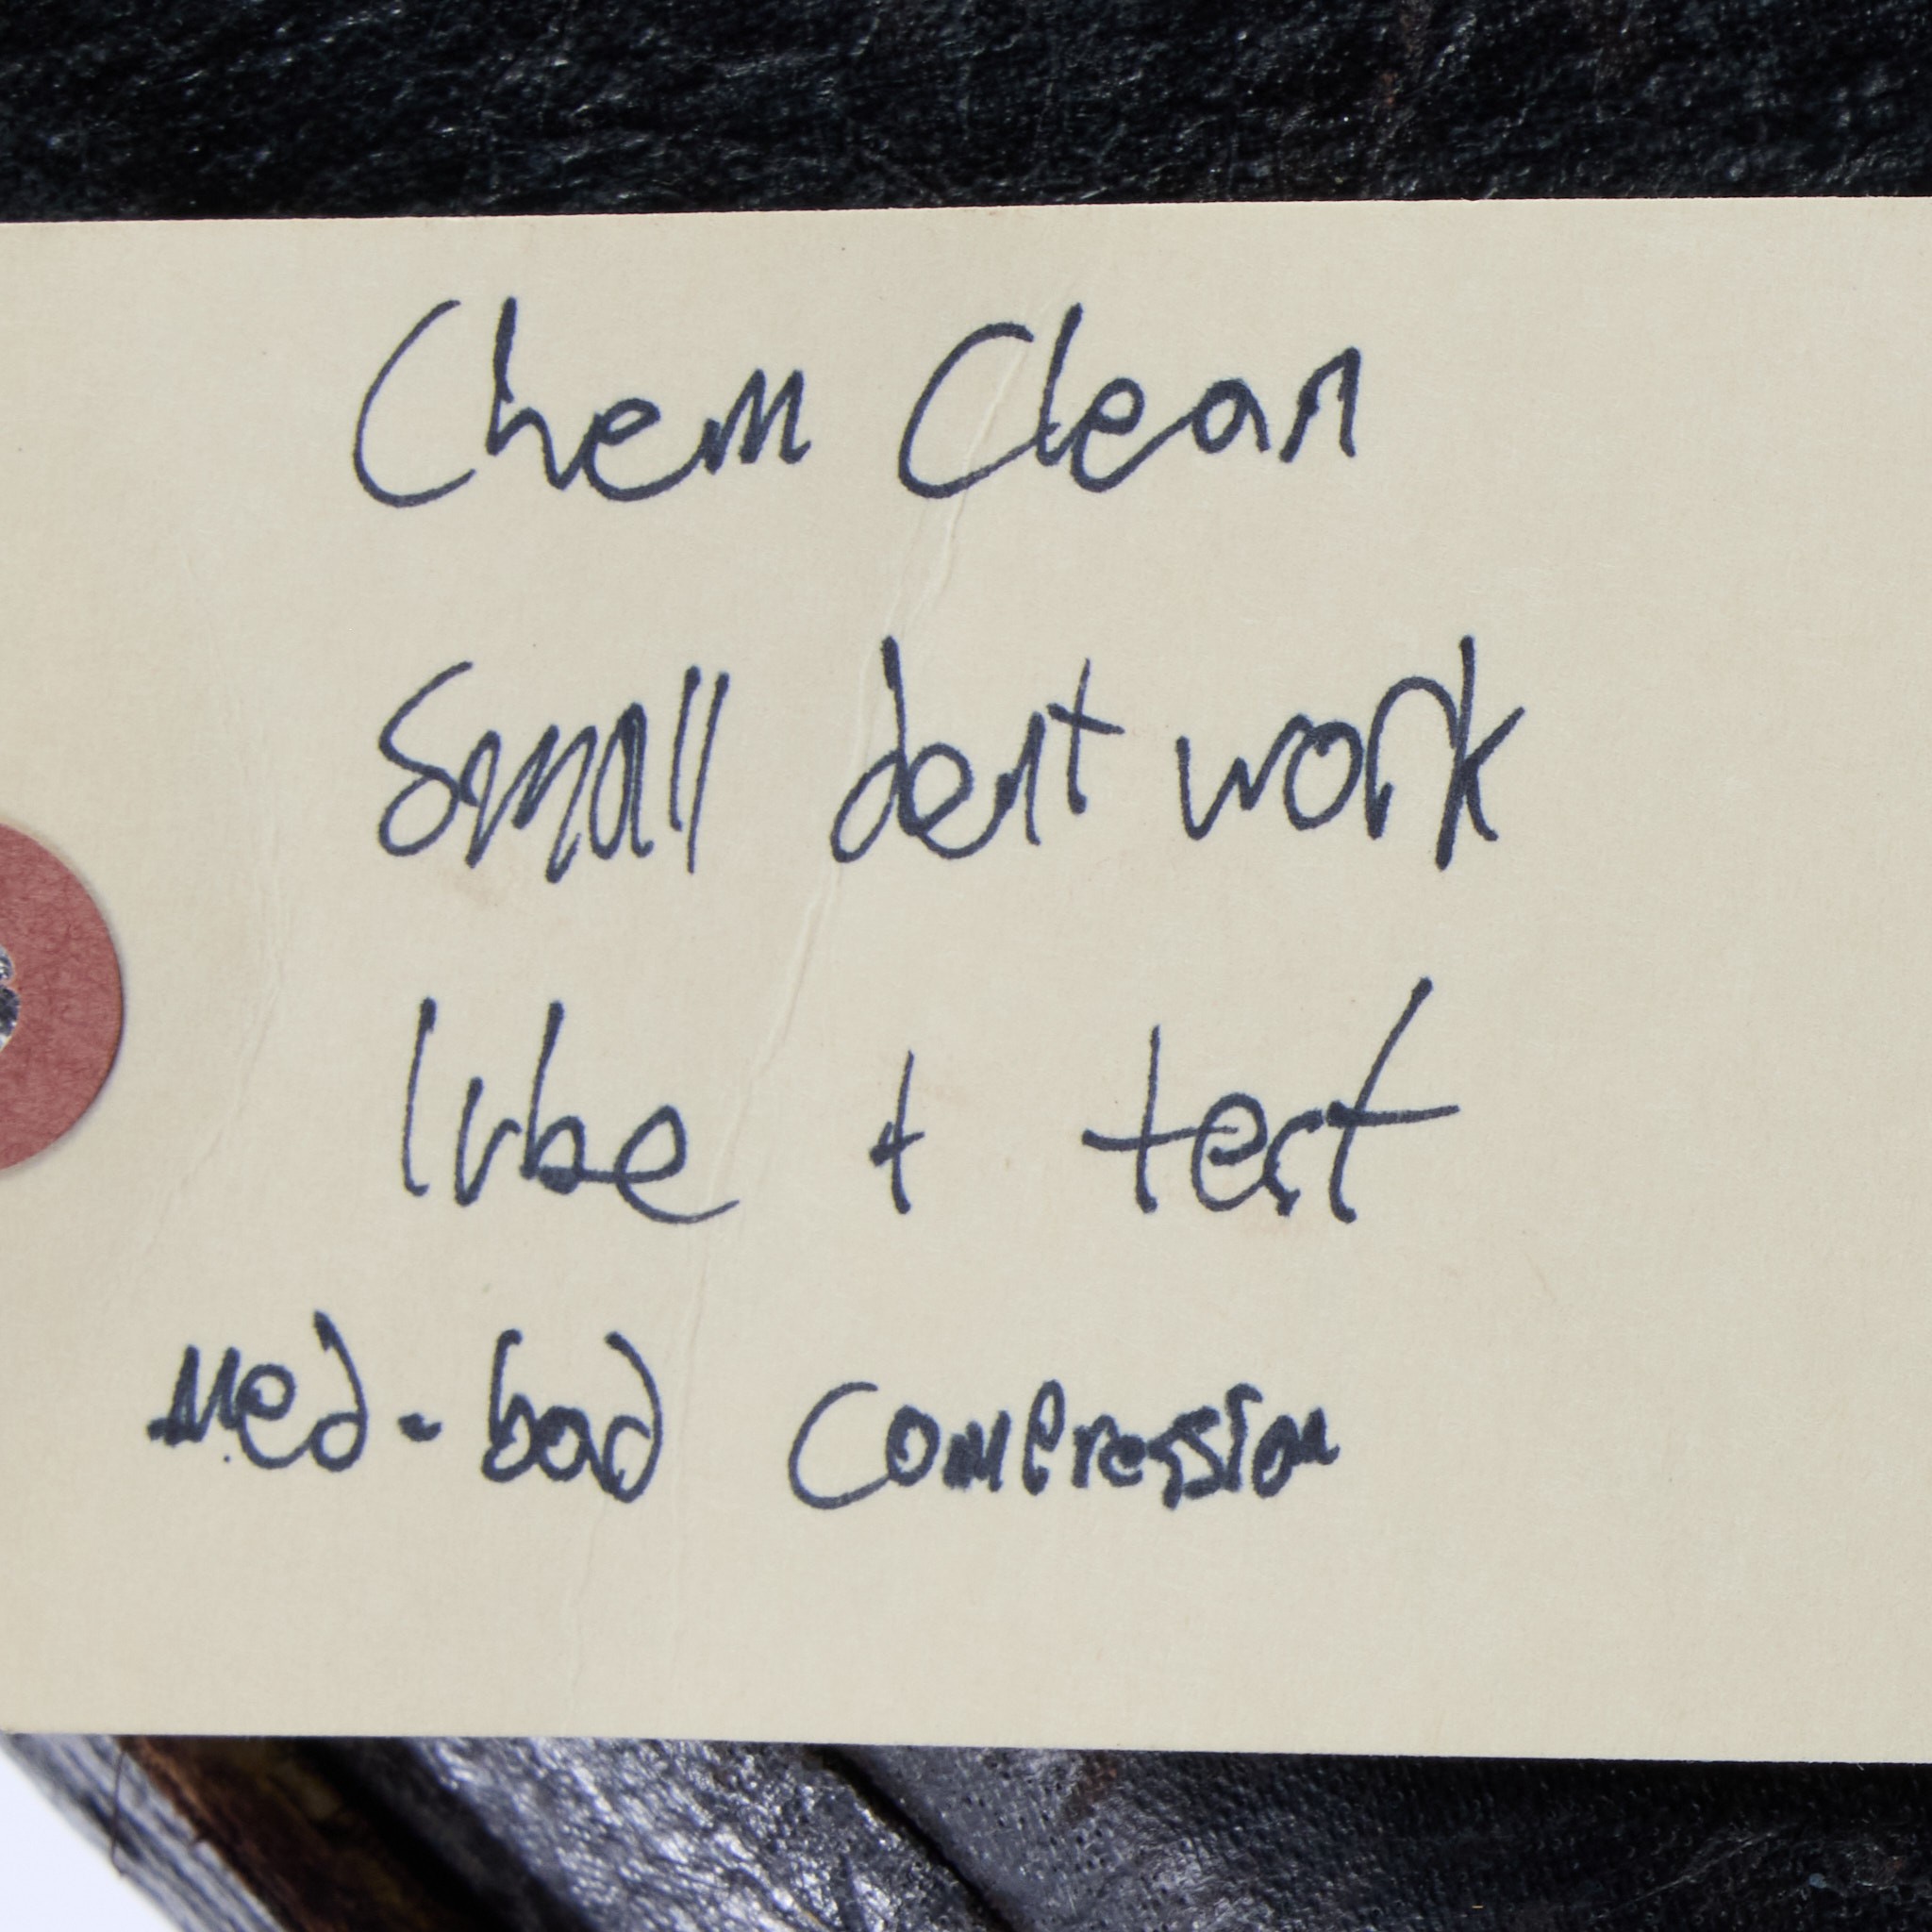 Chem Clean
Small dent work
lube + test
Med-bad Compression